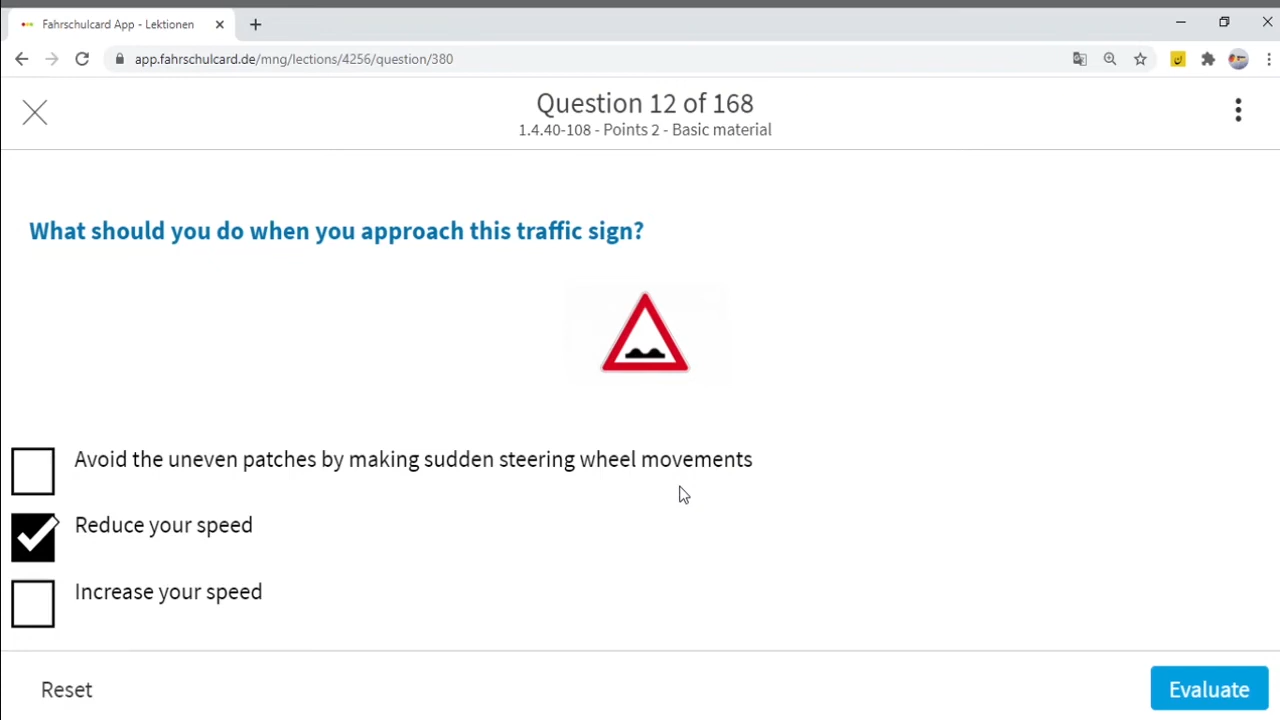 Fahrschulcard App - Lektionen
app.fahrschulcard.de/mng/lections/4256/question/380
Question 12 of 168
1.4.40-108 - Points 2 - Basic material
What should you do when you approach this traffic sign?
Avoid the uneven patches by making sudden steering wheel movements
Reduce your speed
Increase your speed
Reset
Evaluate